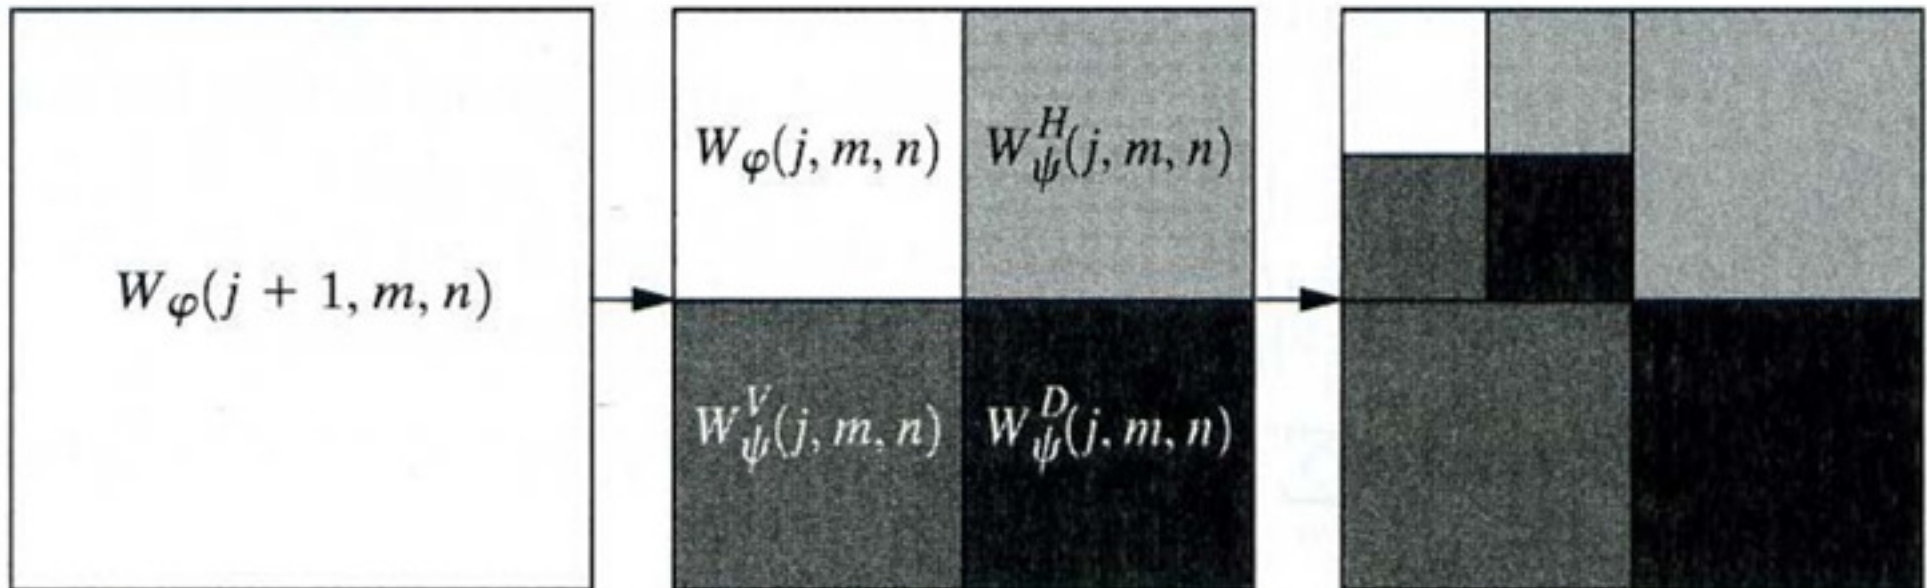 W_φ(j + 1, m, n)
W_φ(j, m, n)
W_ψ^H(j, m, n)
W_ψ^V(j, m, n)
W_ψ^D(j, m, n)